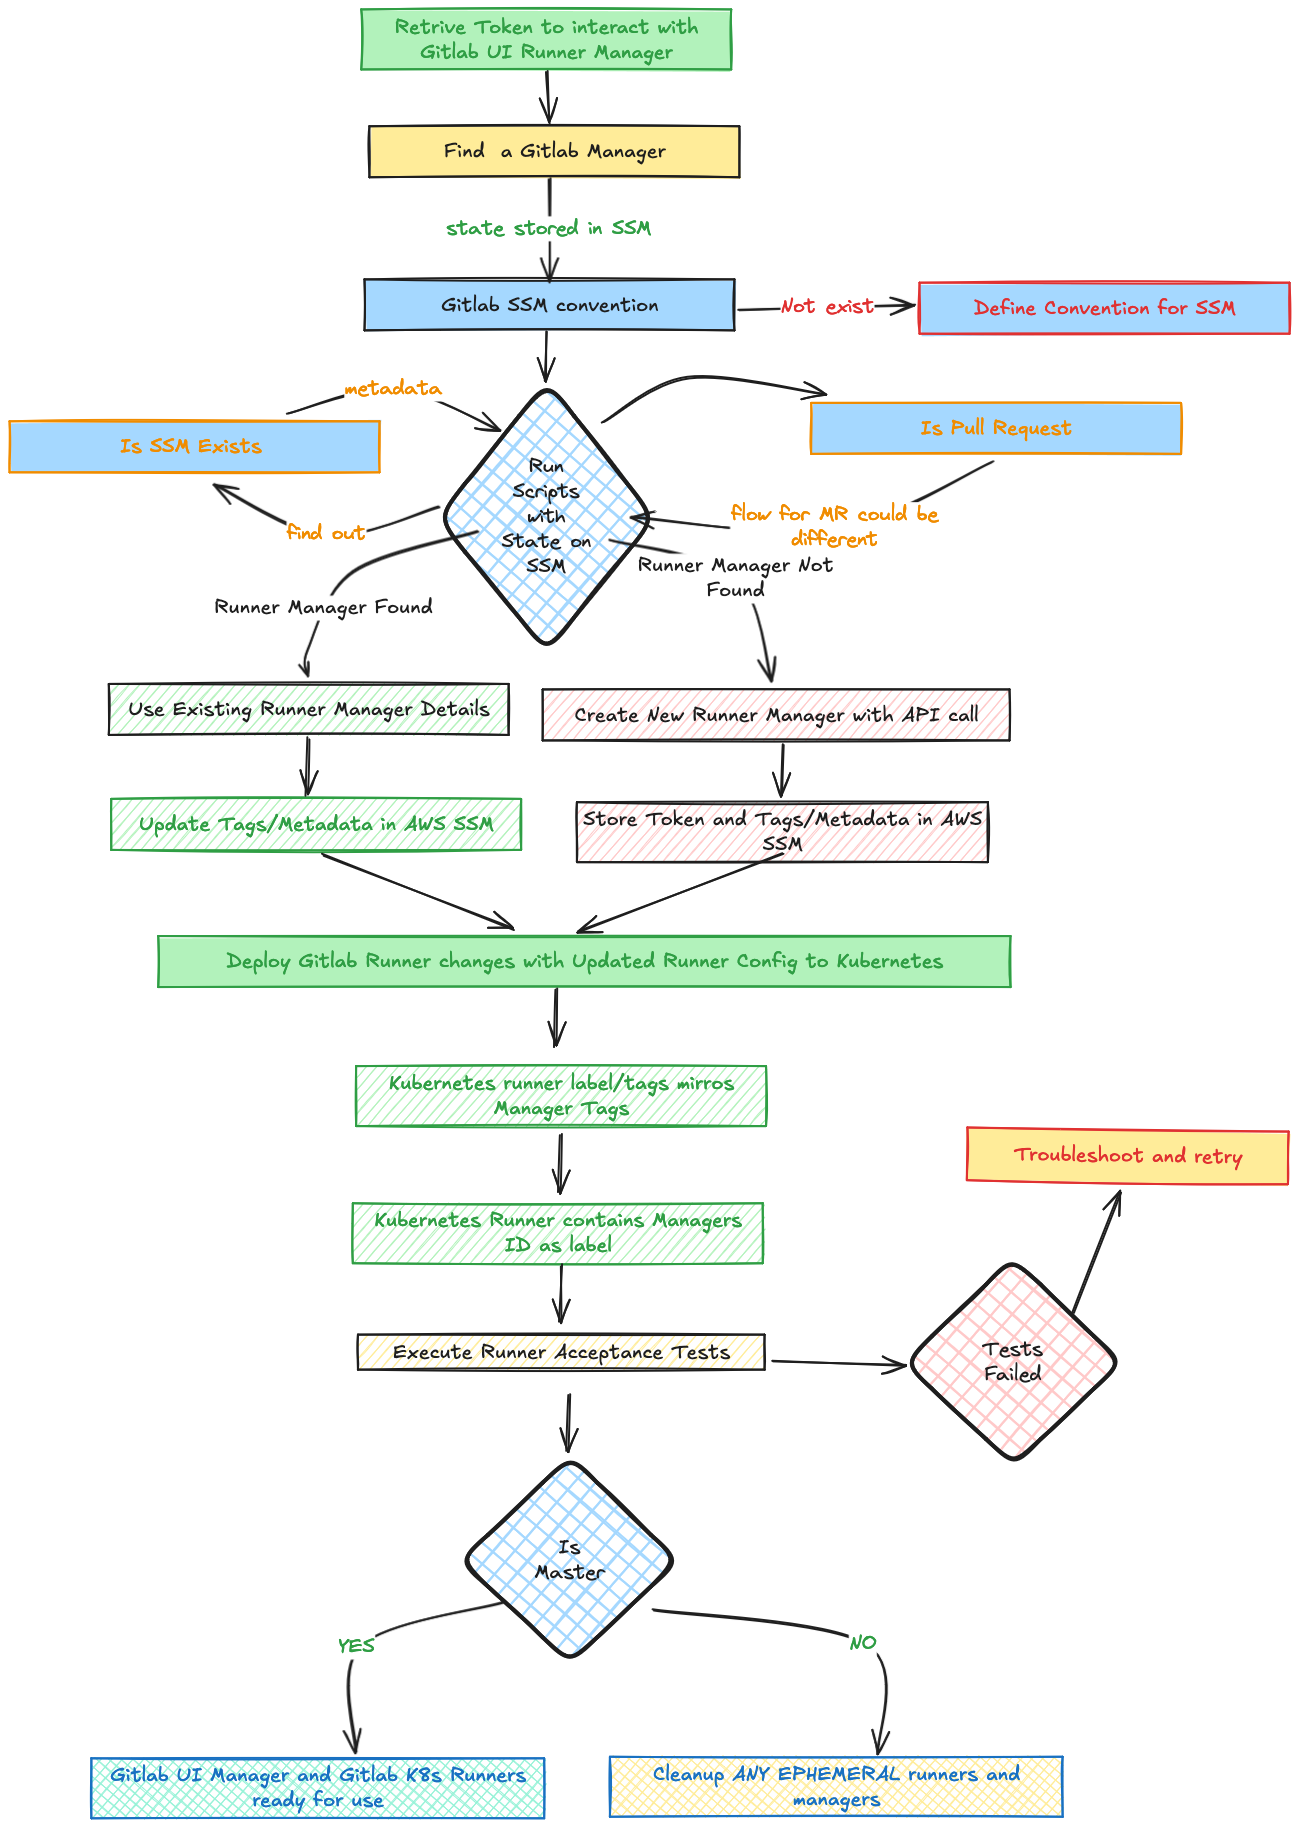 Retrive Token to interact with
Gitlab UI Runner Manager
Find  a Gitlab Manager
state stored in SSM
Gitlab SSM convention
Not exist
Define Convention for SSM
metadata
Is SSM Exists
Is Pull Request
Run
Scripts
with
State on
SSM
find out
flow for MR could be
different
Runner Manager Found
Runner Manager Not
Found
Use Existing Runner Manager Details
Create New Runner Manager with API call
Update Tags/Metadata in AWS SSM
Store Token and Tags/Metadata in AWS
SSM
Deploy Gitlab Runner changes with Updated Runner Config to Kubernetes
Kubernetes runner label/tags mirros
Manager Tags
Troubleshoot and retry
Kubernetes Runner contains Managers
ID as label
Execute Runner Acceptance Tests
Tests
Failed
Is
Master
YES
NO
Gitlab UI Manager and Gitlab K8s Runners
ready for use
Cleanup ANY EPHEMERAL runners and
managers